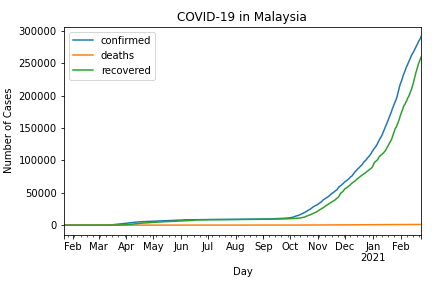 COVID-19 in Malaysia
confirmed
deaths
recovered
Number of Cases
300000
250000
200000
150000
100000
50000
0
Feb Mar Apr May Jun Jul Aug Sep Oct Nov Dec Jan Feb
2021
Day